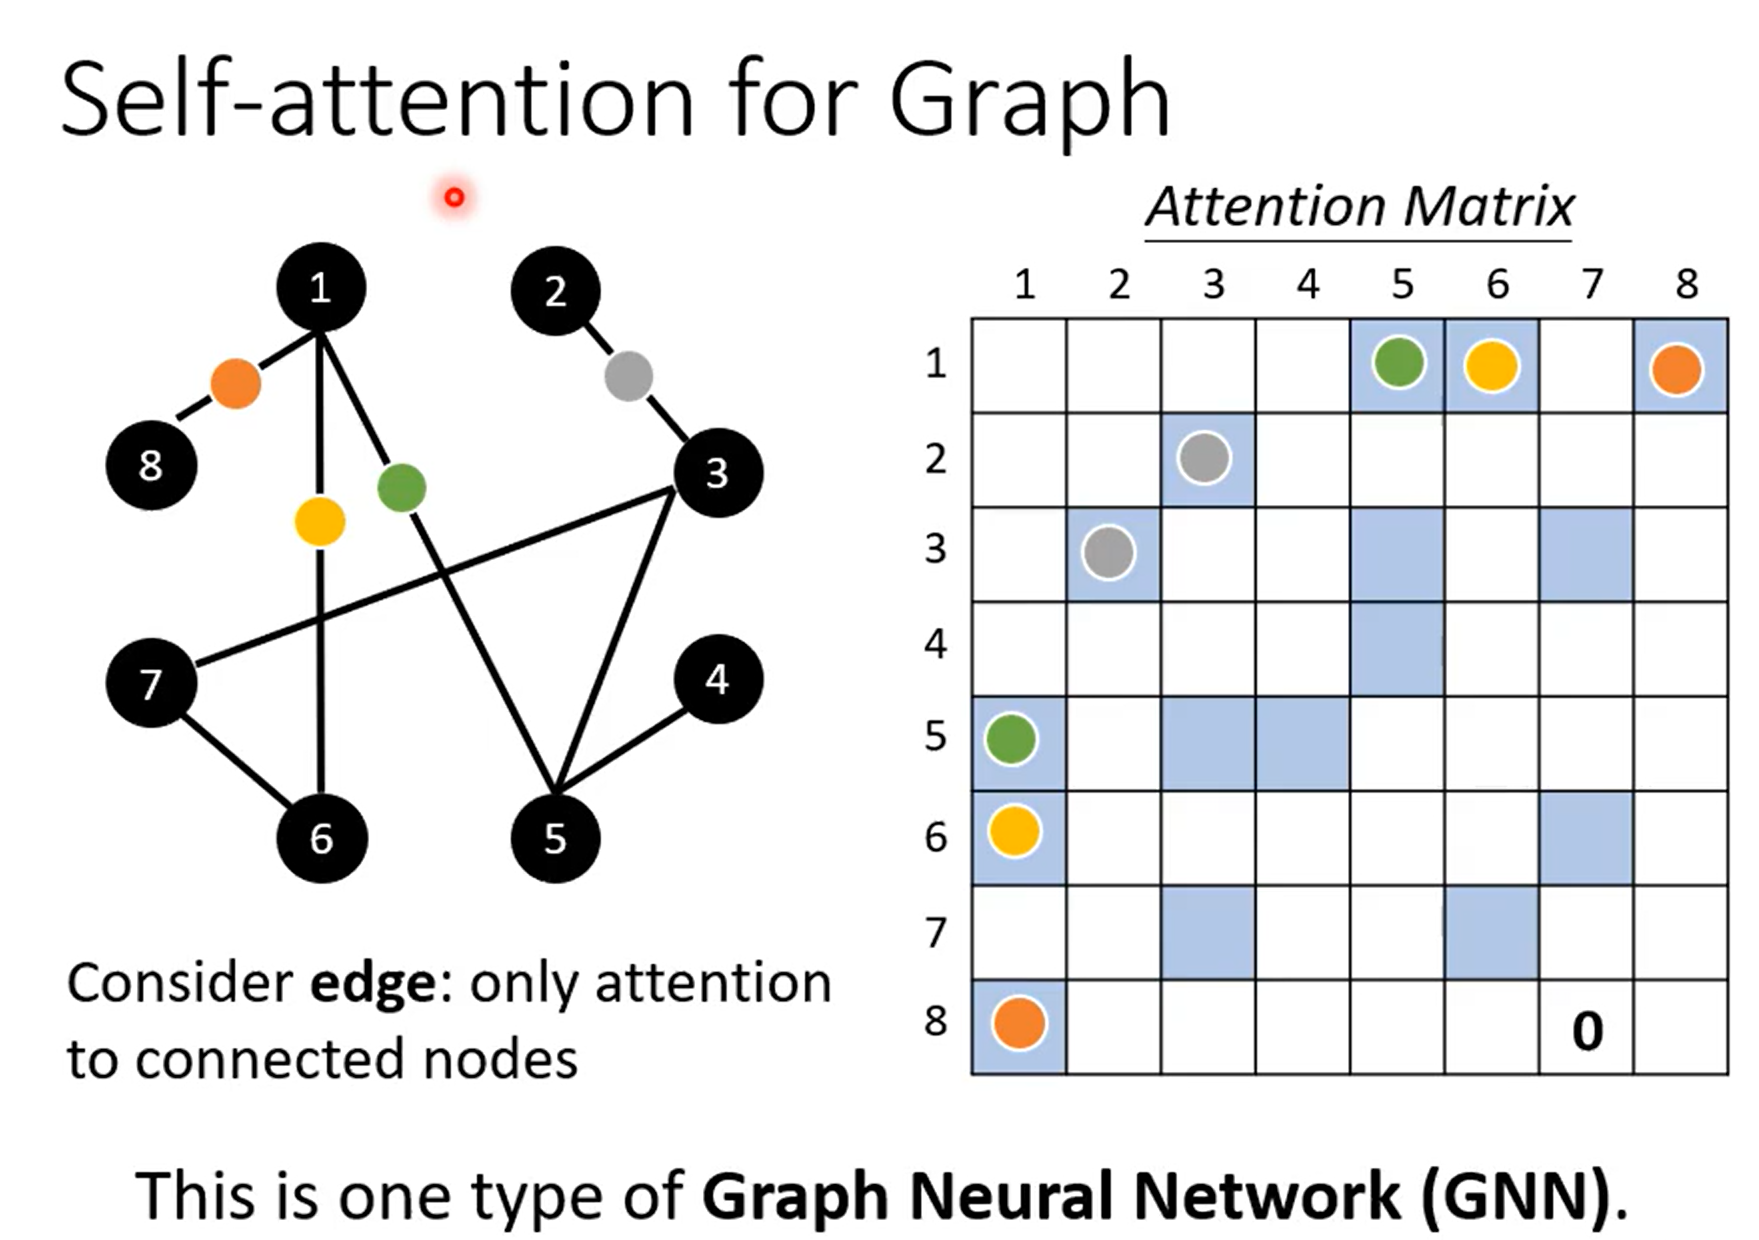 Self-attention for Graph
Attention Matrix
1 2 3 4 5 6 7 8
1
2
3
4
5
6
7
8 0
1
2
8
3
7
4
6
5
Consider edge: only attention
to connected nodes
This is one type of Graph Neural Network (GNN).